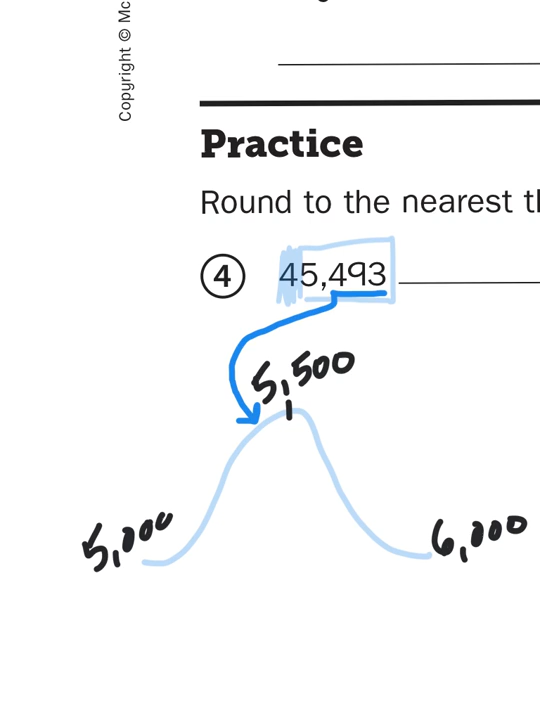 Copyright © Mc
Practice
Round to the nearest
4 45,493
5,500
5,000 6,000